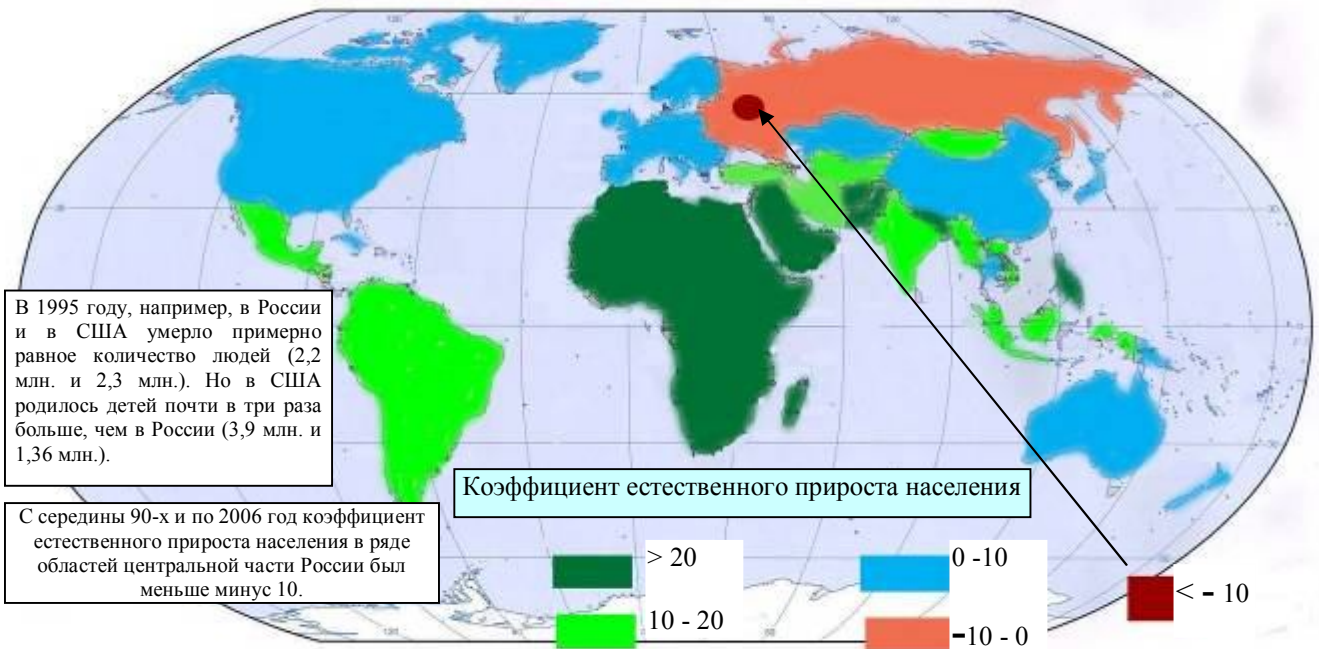 В 1995 году, например, в России
и в США умерло примерно
равное количество людей (2,2
млн. и 2,3 млн.). Но в США
родилось детей почти в три раза
больше, чем в России (3,9 млн. и
1,36 млн.).
С середины 90-х и по 2006 год коэффициент
естественного прироста населения в ряде
областей центральной части России был
меньше минус 10.
Коэффициент естественного прироста населения
> 20
10 - 20
0 -10
-10 - 0
< - 10